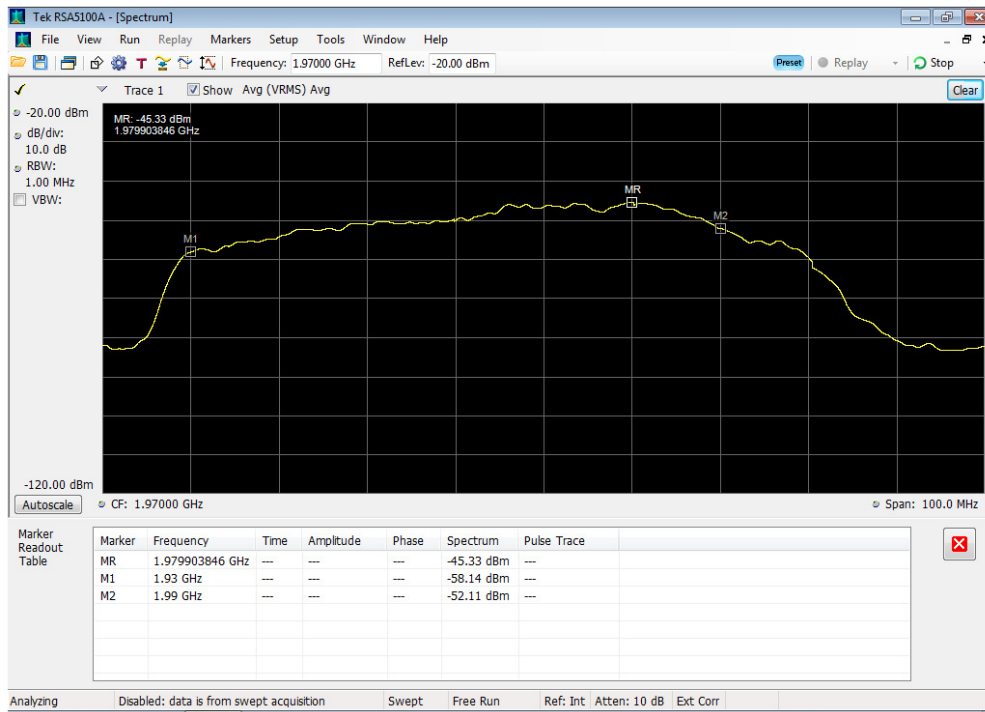 Tek RSA5100A - [Spectrum]
File View Run Replay Markers Setup Tools Window Help
T Frequency: 1.97000 GHz RefLev: -20.00 dBm Preset Replay Stop
Trace 1 Show Avg (VRMS) Avg Clear
-20.00 dBm
dB/div:
10.0 dB
RBW:
1.00 MHz
VBW:
MR: -45.33 dBm
1.979903846 GHz
MR
M2
M1
-120.00 dBm
Autoscale CF: 1.97000 GHz Span: 100.0 MHz
Marker
Readout
Table
Marker Frequency Time Amplitude Phase Spectrum Pulse Trace
MR 1.979903846 GHz --- --- --- -45.33 dBm ---
M1 1.93 GHz --- --- --- -58.14 dBm ---
M2 1.99 GHz --- --- --- -52.11 dBm ---
Analyzing Disabled: data is from swept acquisition Swept Free Run Ref: Int Atten: 10 dB Ext Corr